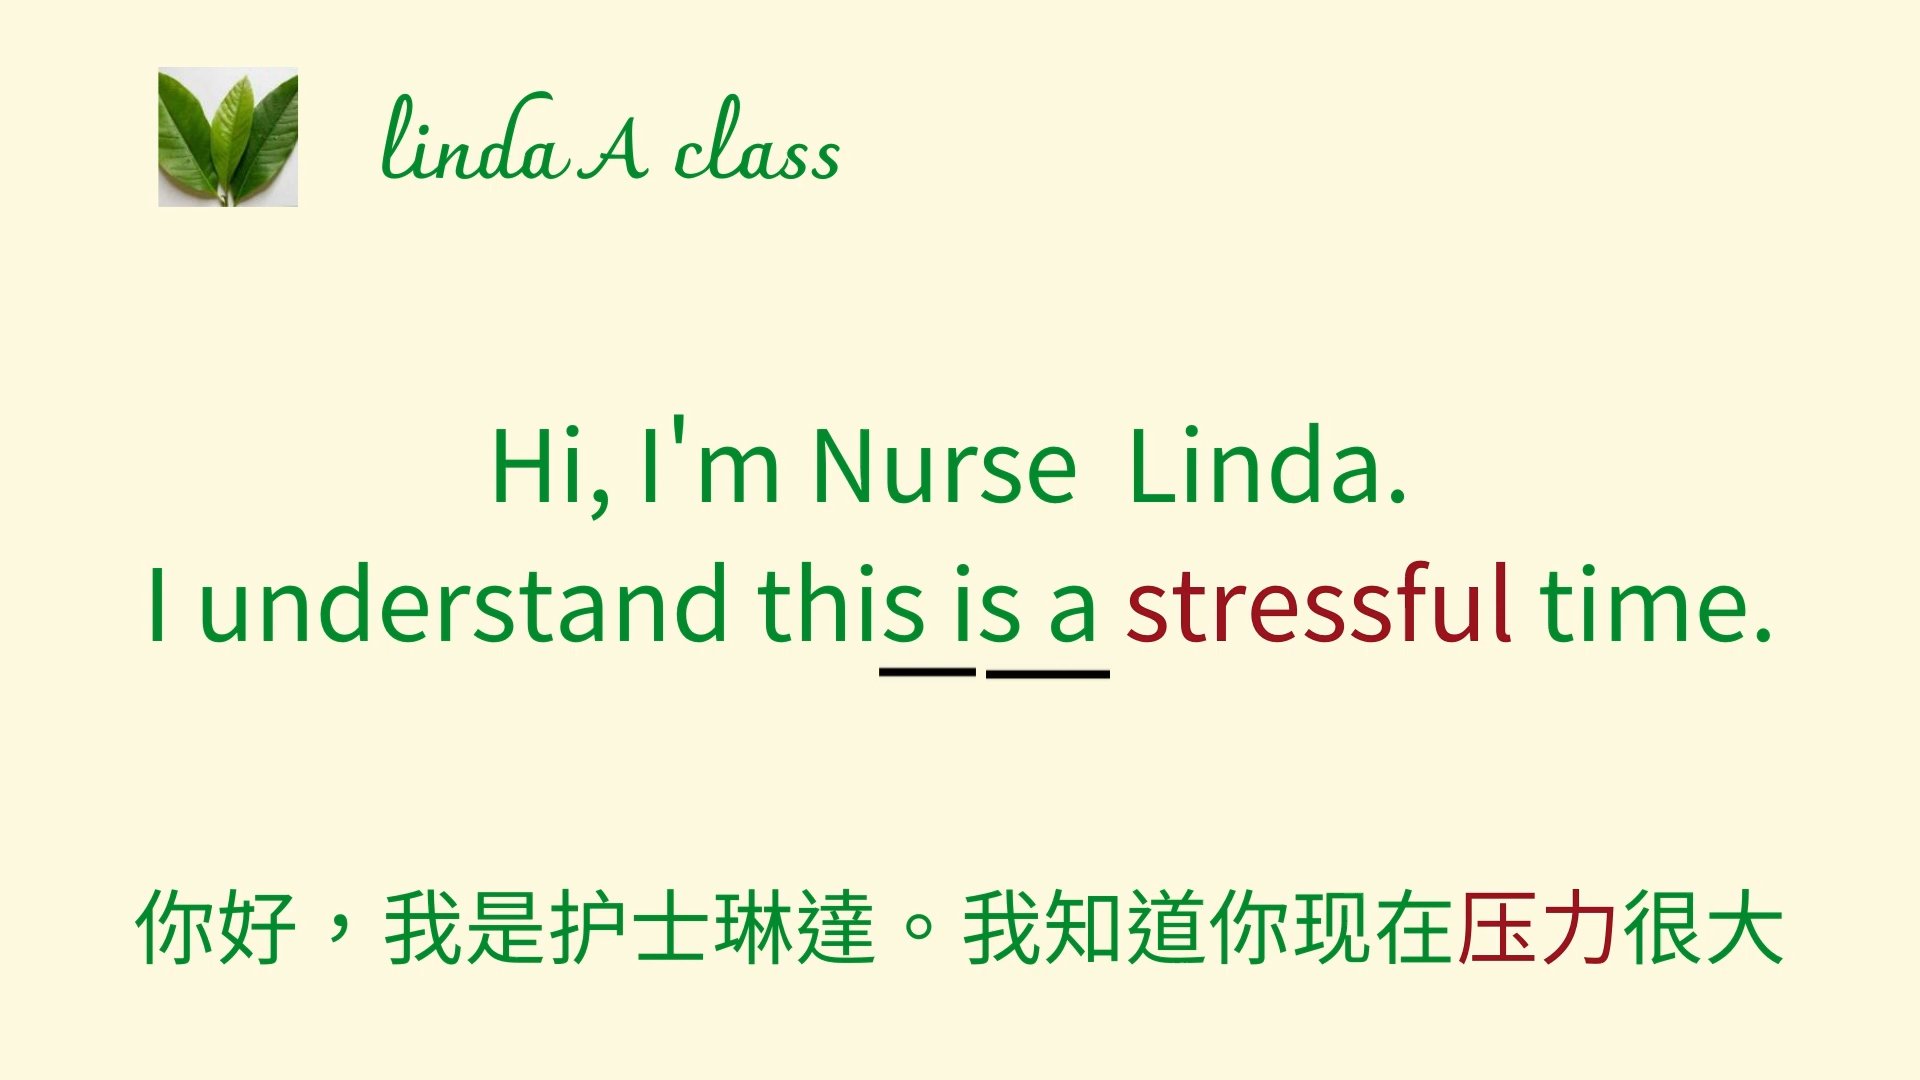 linda A class
Hi, I'm Nurse  Linda.
I understand this is a stressful time.
你好，我是护士琳達。我知道你现在压力很大